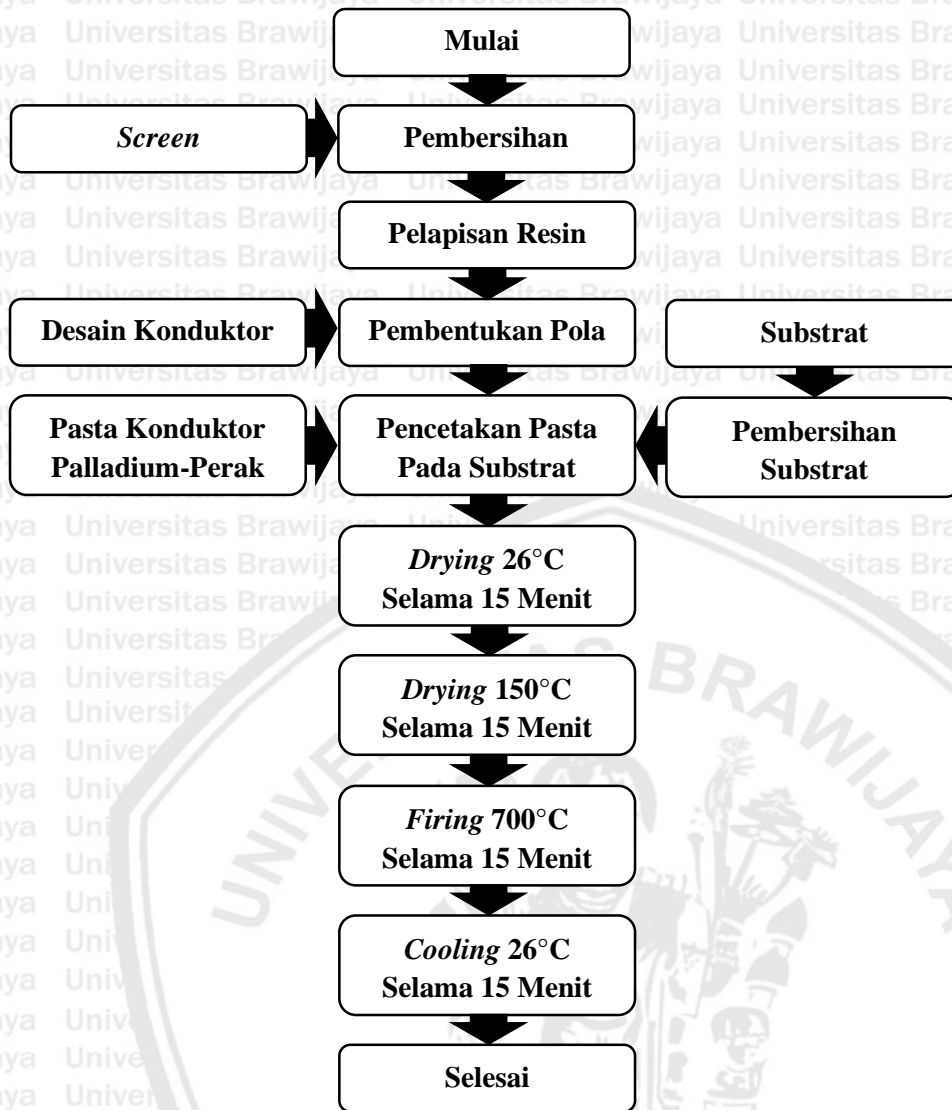 Mulai
Screen
Pembersihan
Pelapisan Resin
Desain Konduktor
Pembentukan Pola
Substrat
Pasta Konduktor
Palladium-Perak
Pencetakan Pasta
Pada Substrat
Pembersihan
Substrat
Drying 26°C
Selama 15 Menit
Drying 150°C
Selama 15 Menit
Firing 700°C
Selama 15 Menit
Cooling 26°C
Selama 15 Menit
Selesai